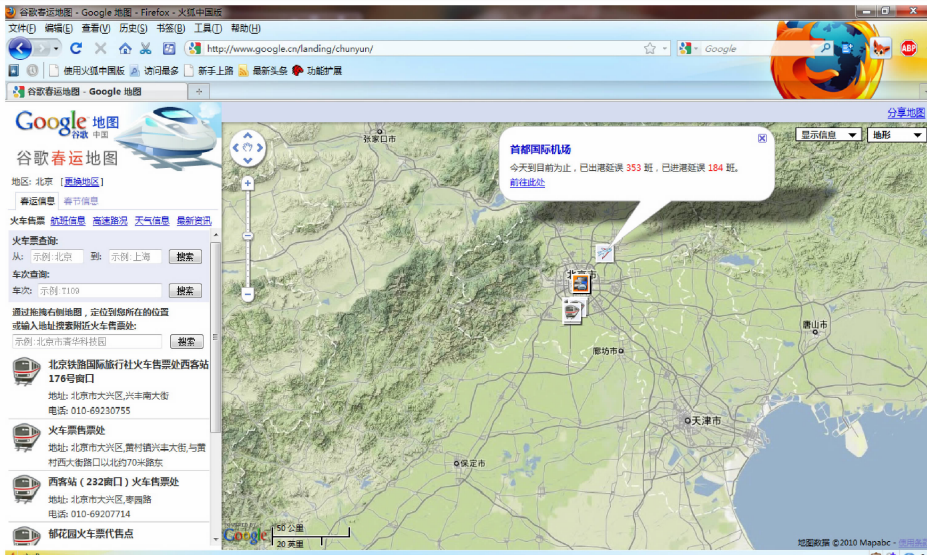 谷歌春运地图 - Google 地图 - Firefox - 火狐中国版
文件(F) 编辑(E) 查看(V) 历史(S) 书签(B) 工具(T) 帮助(H)
http://www.google.cn/landing/chunyun/
Google
ABP
使用火狐中国版 访问最多 新手上路 最新头条 功能扩展
谷歌春运地图 - Google 地图
分享地图
Google 地图
谷歌 中国
谷歌春运地图
地区: 北京 [更换地区]
春运信息 春节信息
火车售票 航班信息 高速路况 天气信息 最新资讯
火车票查询:
从: 示例:北京 到: 示例:上海 搜索
车次查询:
车次: 示例:T109 搜索
通过拖拽右侧地图，定位到您所在的位置
或输入地址搜索附近火车售票处:
示例:北京市清华科技园 搜索
北京铁路国际旅行社火车售票处西客站
176号窗口
地址: 北京市大兴区,兴丰南大街
电话: 010-69230755
火车票售票处
地址: 北京市大兴区,黄村镇兴丰大街,与黄
村西大街路口以北约70米路东
西客站（232窗口）火车售票处
地址: 北京市大兴区,枣园路
电话: 010-69207714
郁花园火车票代售点
显示信息 地形
首都国际机场
今天到目前为止，已出港延误 353 班，已进港延误 184 班。
前往此处
张家口市
北京市
唐山市
廊坊市
天津市
保定市
Google
50 公里
20 英里
地图数据 ©2010 Mapabc - 使用条款